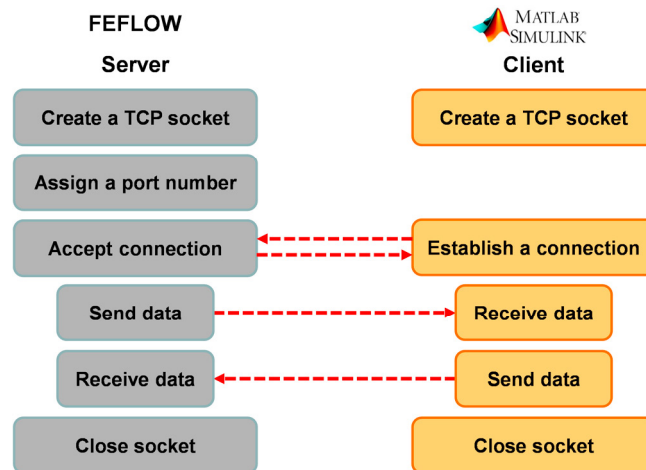 FEFLOW
MATLAB
SIMULINK®
Server
Client
Create a TCP socket
Create a TCP socket
Assign a port number
Accept connection
Establish a connection
Send data
Receive data
Receive data
Send data
Close socket
Close socket